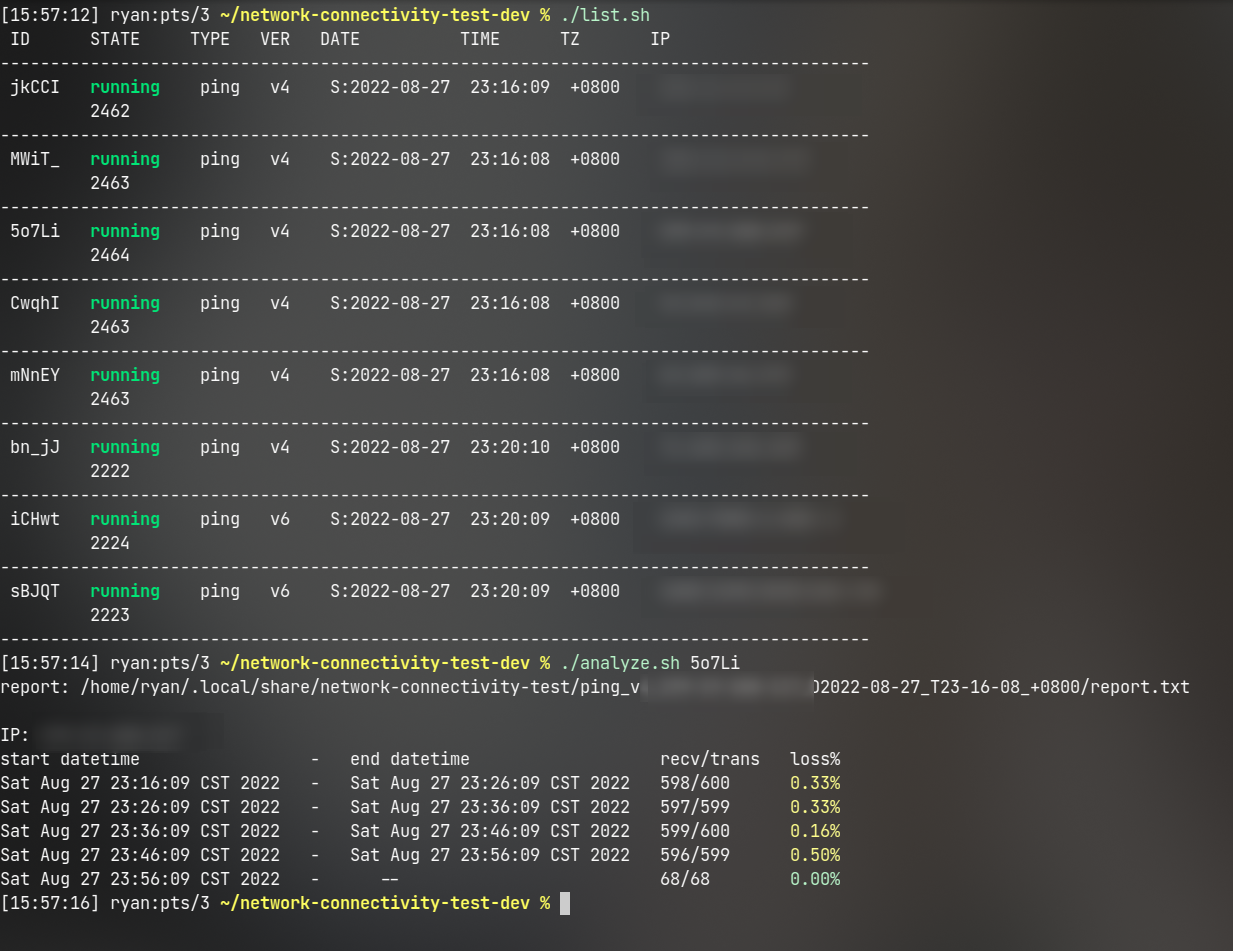 [15:57:12] ryan:pts/3 ~/network-connectivity-test-dev % ./list.sh
ID STATE TYPE VER DATE TIME TZ IP
---------------------------------------------------------------------------------------
jkCCI running ping v4 S:2022-08-27 23:16:09 +0800
2462
---------------------------------------------------------------------------------------
MWiT_ running ping v4 S:2022-08-27 23:16:08 +0800
2463
---------------------------------------------------------------------------------------
5o7Li running ping v4 S:2022-08-27 23:16:08 +0800
2464
---------------------------------------------------------------------------------------
CwqhI running ping v4 S:2022-08-27 23:16:08 +0800
2463
---------------------------------------------------------------------------------------
mNnEY running ping v4 S:2022-08-27 23:16:08 +0800
2463
---------------------------------------------------------------------------------------
bn_jJ running ping v4 S:2022-08-27 23:20:10 +0800
2222
---------------------------------------------------------------------------------------
iCHwt running ping v6 S:2022-08-27 23:20:09 +0800
2224
---------------------------------------------------------------------------------------
sBJQT running ping v6 S:2022-08-27 23:20:09 +0800
2223
---------------------------------------------------------------------------------------
[15:57:14] ryan:pts/3 ~/network-connectivity-test-dev % ./analyze.sh 5o7Li
report: /home/ryan/.local/share/network-connectivity-test/ping_v 2022-08-27_T23-16-08_+0800/report.txt
IP:
start datetime - end datetime recv/trans loss%
Sat Aug 27 23:16:09 CST 2022 - Sat Aug 27 23:26:09 CST 2022 598/600 0.33%
Sat Aug 27 23:26:09 CST 2022 - Sat Aug 27 23:36:09 CST 2022 597/599 0.33%
Sat Aug 27 23:36:09 CST 2022 - Sat Aug 27 23:46:09 CST 2022 599/600 0.16%
Sat Aug 27 23:46:09 CST 2022 - Sat Aug 27 23:56:09 CST 2022 596/599 0.50%
Sat Aug 27 23:56:09 CST 2022 - -- 68/68 0.00%
[15:57:16] ryan:pts/3 ~/network-connectivity-test-dev %